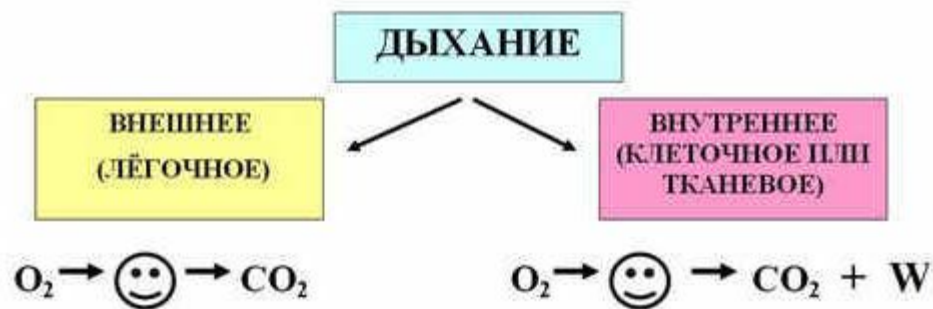 ДЫХАНИЕ
ВНЕШНЕЕ
(ЛЁГОЧНОЕ)
ВНУТРЕННЕЕ
(КЛЕТОЧНОЕ ИЛИ
ТКАНЕВОЕ)
O₂ → → CO₂
O₂ → → CO₂ + W